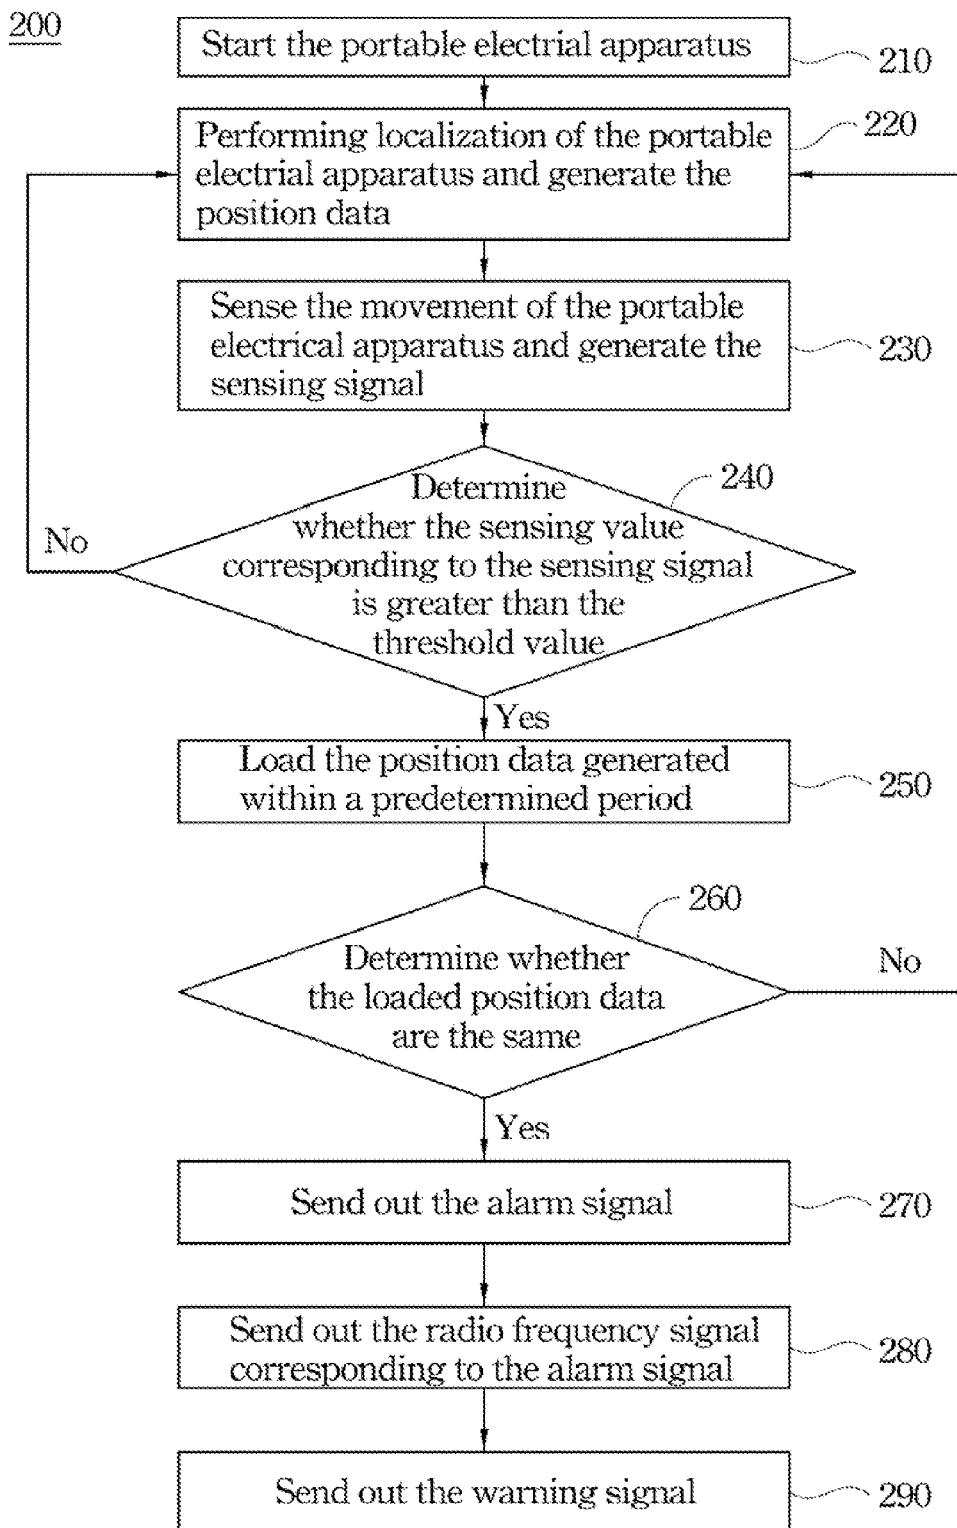 200
Start the portable electrial apparatus
210
Performing localization of the portable
electrial apparatus and generate the
position data
220
Sense the movement of the portable
electrical apparatus and generate the
sensing signal
230
Determine
whether the sensing value
corresponding to the sensing signal
is greater than the
threshold value
240
No
Yes
Load the position data generated
within a predetermined period
250
Determine whether
the loaded position data
are the same
260
No
Yes
Send out the alarm signal
270
Send out the radio frequency signal
corresponding to the alarm signal
280
Send out the warning signal
290